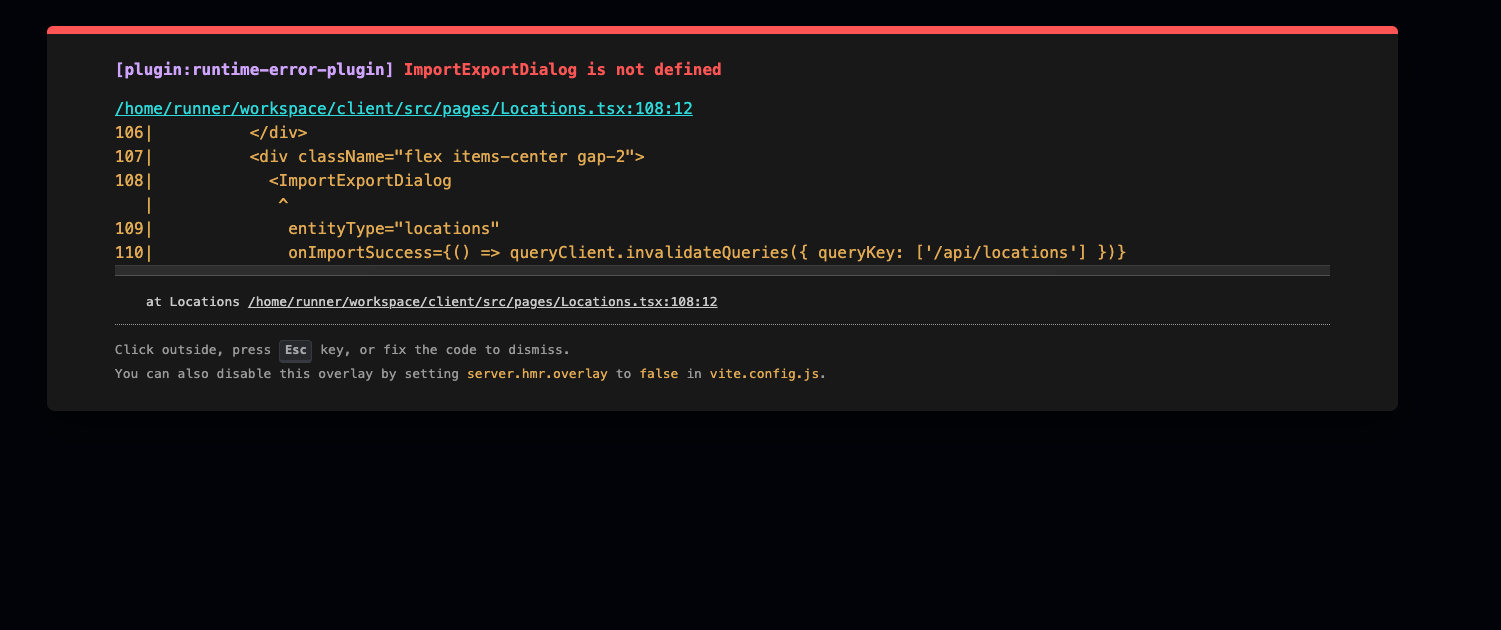 [plugin:runtime-error-plugin] ImportExportDialog is not defined
/home/runner/workspace/client/src/pages/Locations.tsx:108:12
106|          </div>
107|          <div className="flex items-center gap-2">
108|            <ImportExportDialog
   |             ^
109|              entityType="locations"
110|              onImportSuccess={() => queryClient.invalidateQueries({ queryKey: ['/api/locations'] })}
at Locations /home/runner/workspace/client/src/pages/Locations.tsx:108:12
Click outside, press Esc key, or fix the code to dismiss.
You can also disable this overlay by setting server.hmr.overlay to false in vite.config.js.